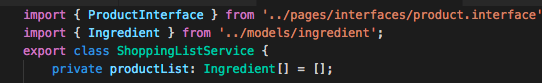 import { ProductInterface } from '../pages/interfaces/product.interface'
import { Ingredient } from '../models/ingredient';
export class ShoppingListService {
private productList: Ingredient[] = [];